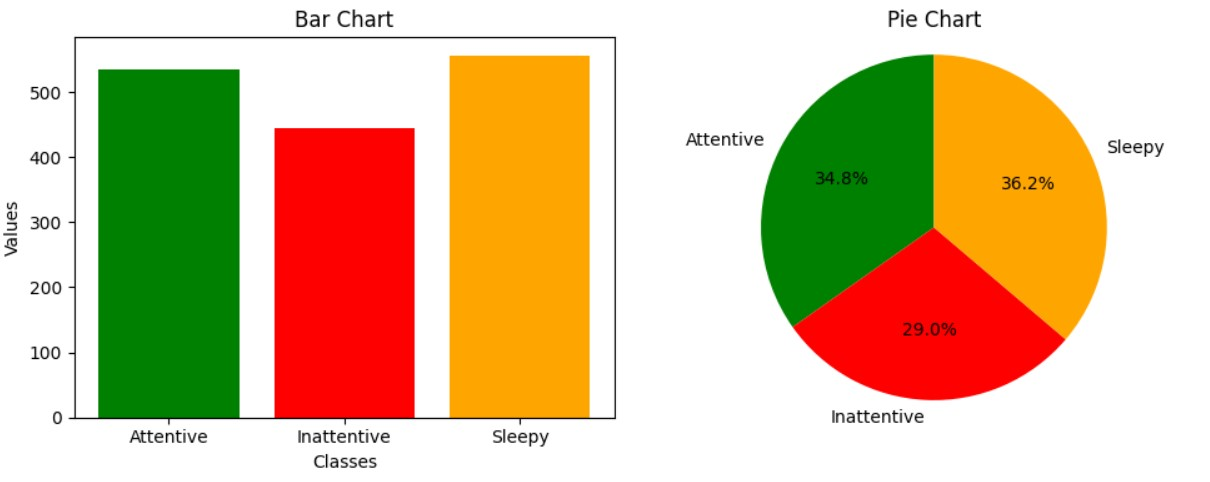 Bar Chart
Values
500
400
300
200
100
0
Attentive Inattentive Sleepy
Classes
Pie Chart
Attentive
34.8%
Sleepy
36.2%
29.0%
Inattentive